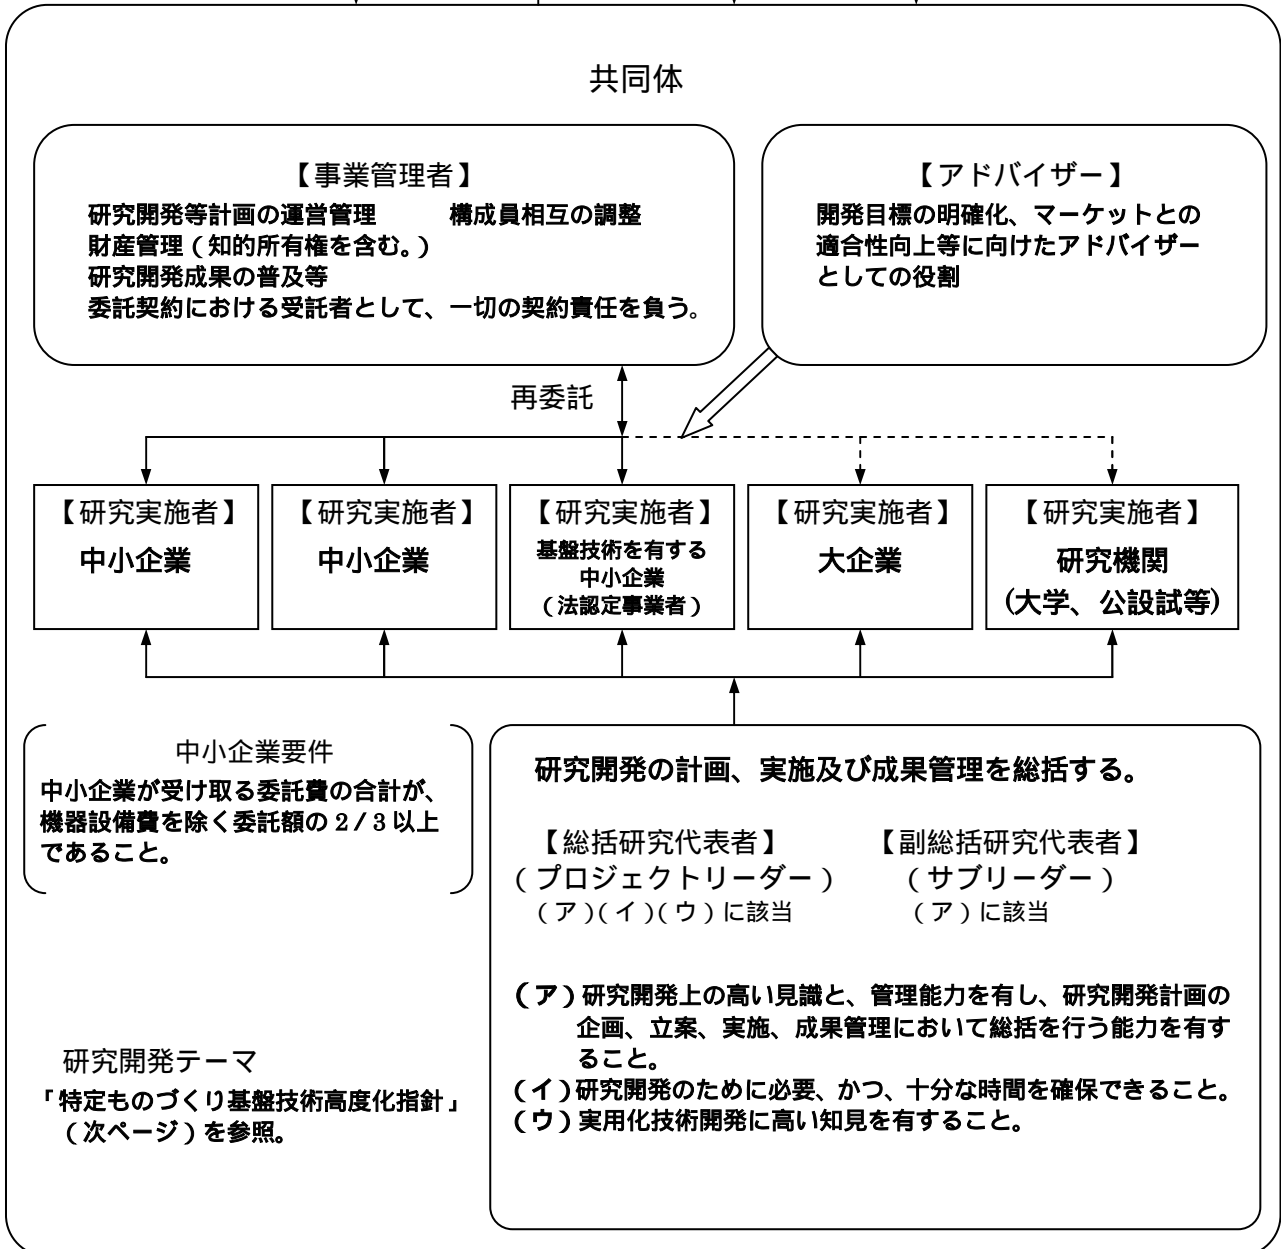 共同体
【事業管理者】
研究開発等計画の運営管理　　構成員相互の調整
財産管理（知的所有権を含む。）
研究開発成果の普及等
委託契約における受託者として、一切の契約責任を負う。
【アドバイザー】
開発目標の明確化、マーケットとの
適合性向上等に向けたアドバイザー
としての役割
再委託
【研究実施者】
中小企業
【研究実施者】
中小企業
【研究実施者】
基盤技術を有する
中小企業
（法認定事業者）
【研究実施者】
大企業
【研究実施者】
研究機関
(大学、公設試等)
中小企業要件
中小企業が受け取る委託費の合計が、
機器設備費を除く委託額の２/３以上
であること。
研究開発テーマ
「特定ものづくり基盤技術高度化指針」
（次ページ）を参照。
研究開発の計画、実施及び成果管理を総括する。
【総括研究代表者】　【副総括研究代表者】
（プロジェクトリーダー）　（サブリーダー）
（ア）（イ）（ウ）に該当　（ア）に該当
（ア）研究開発上の高い見識と、管理能力を有し、研究開発計画の
企画、立案、実施、成果管理において総括を行う能力を有す
ること。
（イ）研究開発のために必要、かつ、十分な時間を確保できること。
（ウ）実用化技術開発に高い知見を有すること。